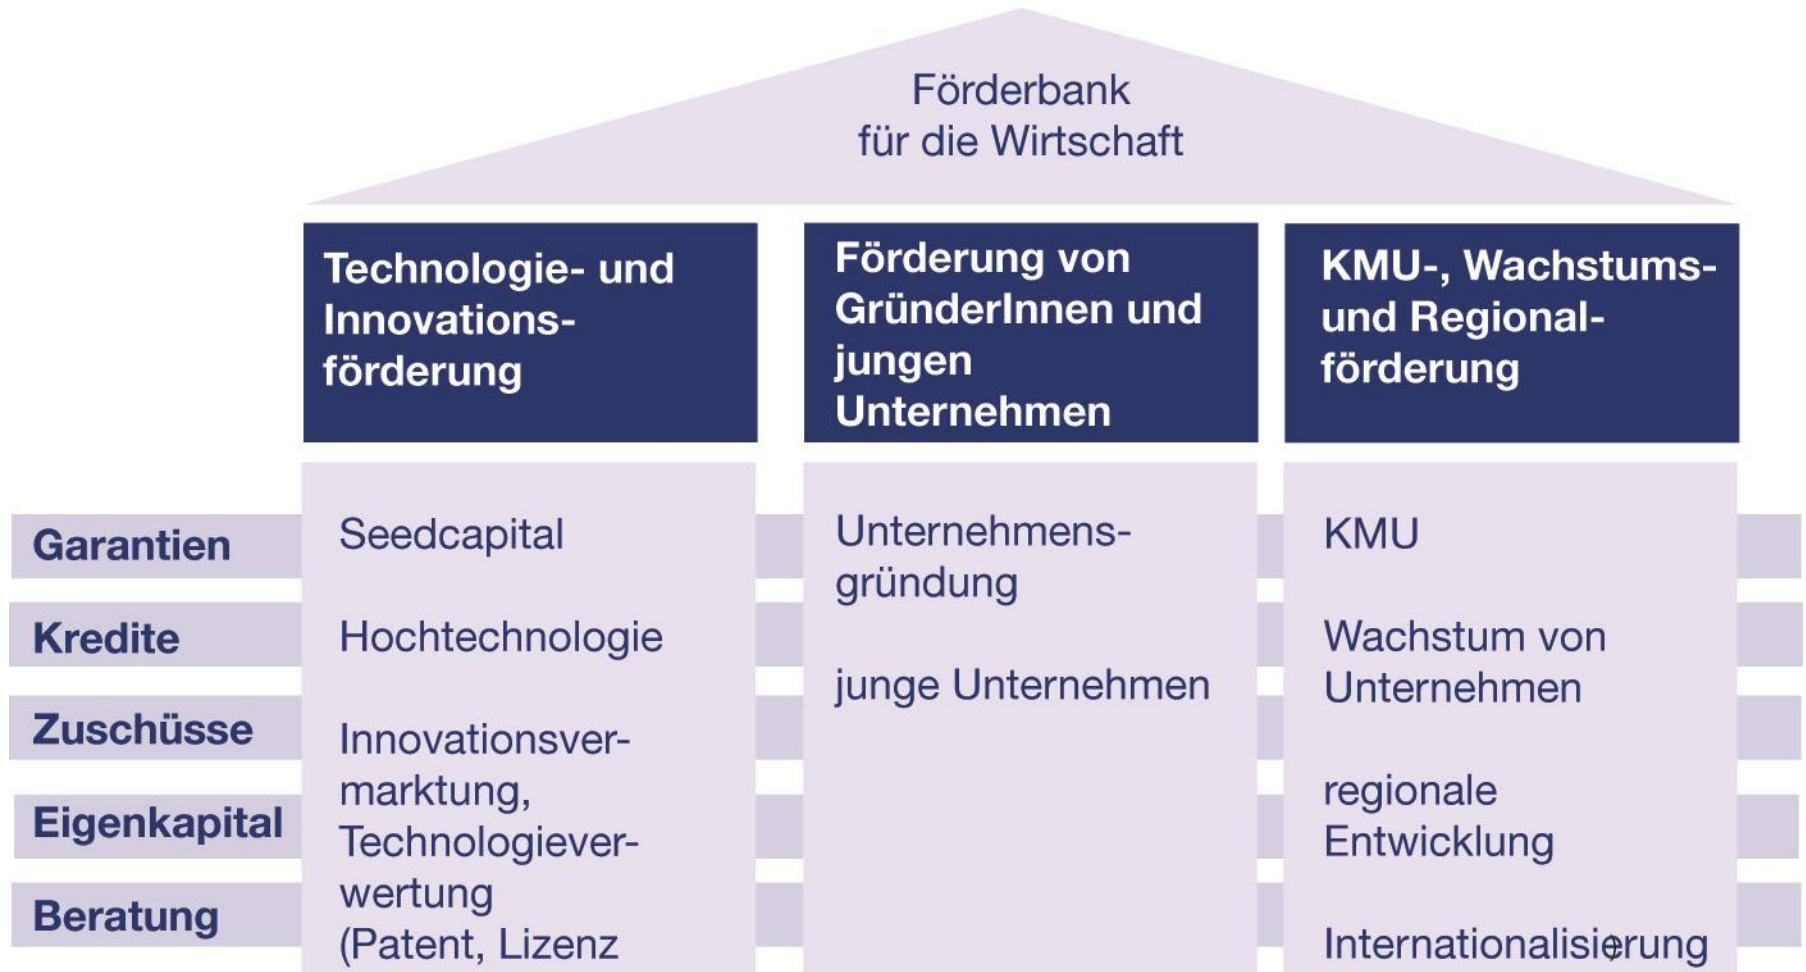 Förderbank
für die Wirtschaft
Technologie- und
Innovations-
förderung
Förderung von
GründerInnen und
jungen
Unternehmen
KMU-, Wachstums-
und Regional-
förderung
Garantien
Kredite
Zuschüsse
Eigenkapital
Beratung
Seedcapital
Hochtechnologie
Innovationsver-
marktung,
Technologiever-
wertung
(Patent, Lizenz
Unternehmens-
gründung
junge Unternehmen
KMU
Wachstum von
Unternehmen
regionale
Entwicklung
Internationalisierung
)